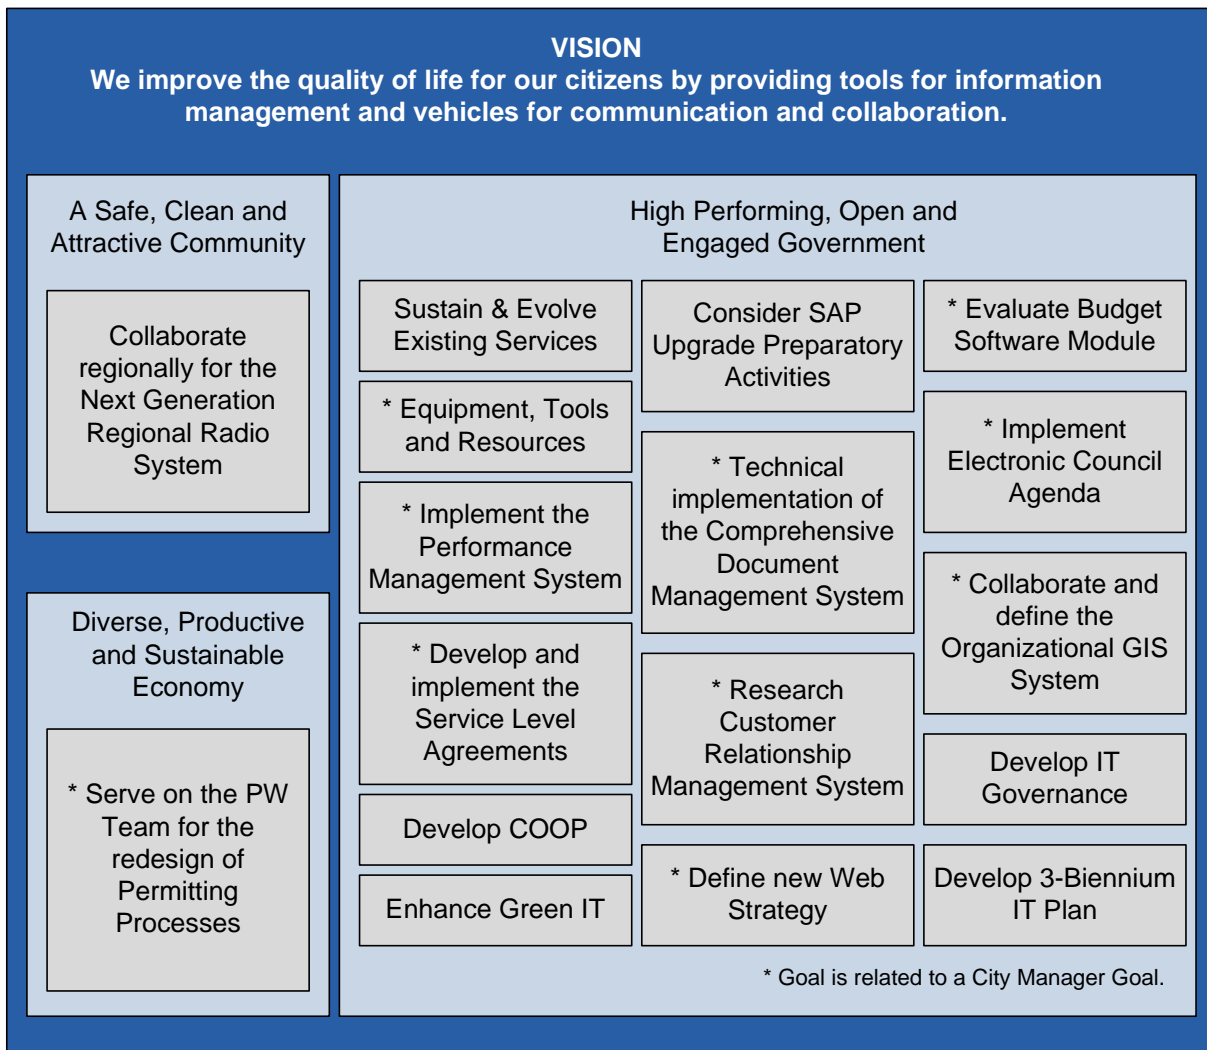 VISION
We improve the quality of life for our citizens by providing tools for information
management and vehicles for communication and collaboration.
A Safe, Clean and
Attractive Community
Collaborate
regionally for the
Next Generation
Regional Radio
System
Diverse, Productive
and Sustainable
Economy
* Serve on the PW
Team for the
redesign of
Permitting
Processes
High Performing, Open and
Engaged Government
Sustain & Evolve
Existing Services
* Equipment, Tools
and Resources
* Implement the
Performance
Management System
* Develop and
implement the
Service Level
Agreements
Develop COOP
Enhance Green IT
Consider SAP
Upgrade Preparatory
Activities
* Technical
implementation of
the Comprehensive
Document
Management System
* Research
Customer
Relationship
Management System
* Define new Web
Strategy
* Evaluate Budget
Software Module
* Implement
Electronic Council
Agenda
* Collaborate and
define the
Organizational GIS
System
Develop IT
Governance
Develop 3-Biennium
IT Plan
* Goal is related to a City Manager Goal.